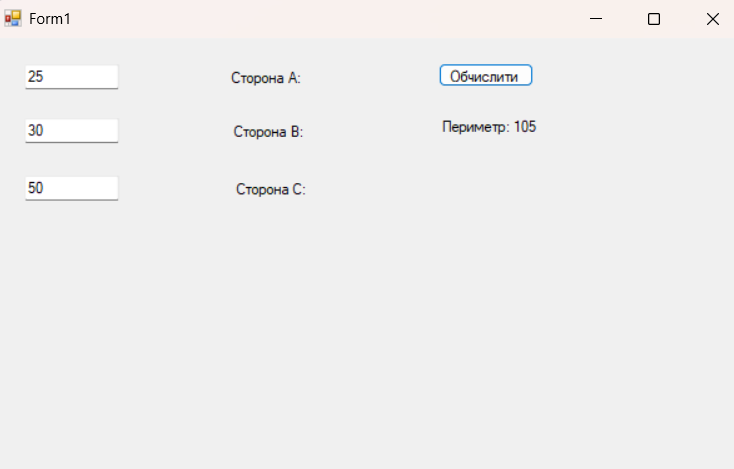 Form1
25 Сторона А: Обчислити
30 Сторона В: Периметр: 105
50 Сторона С: